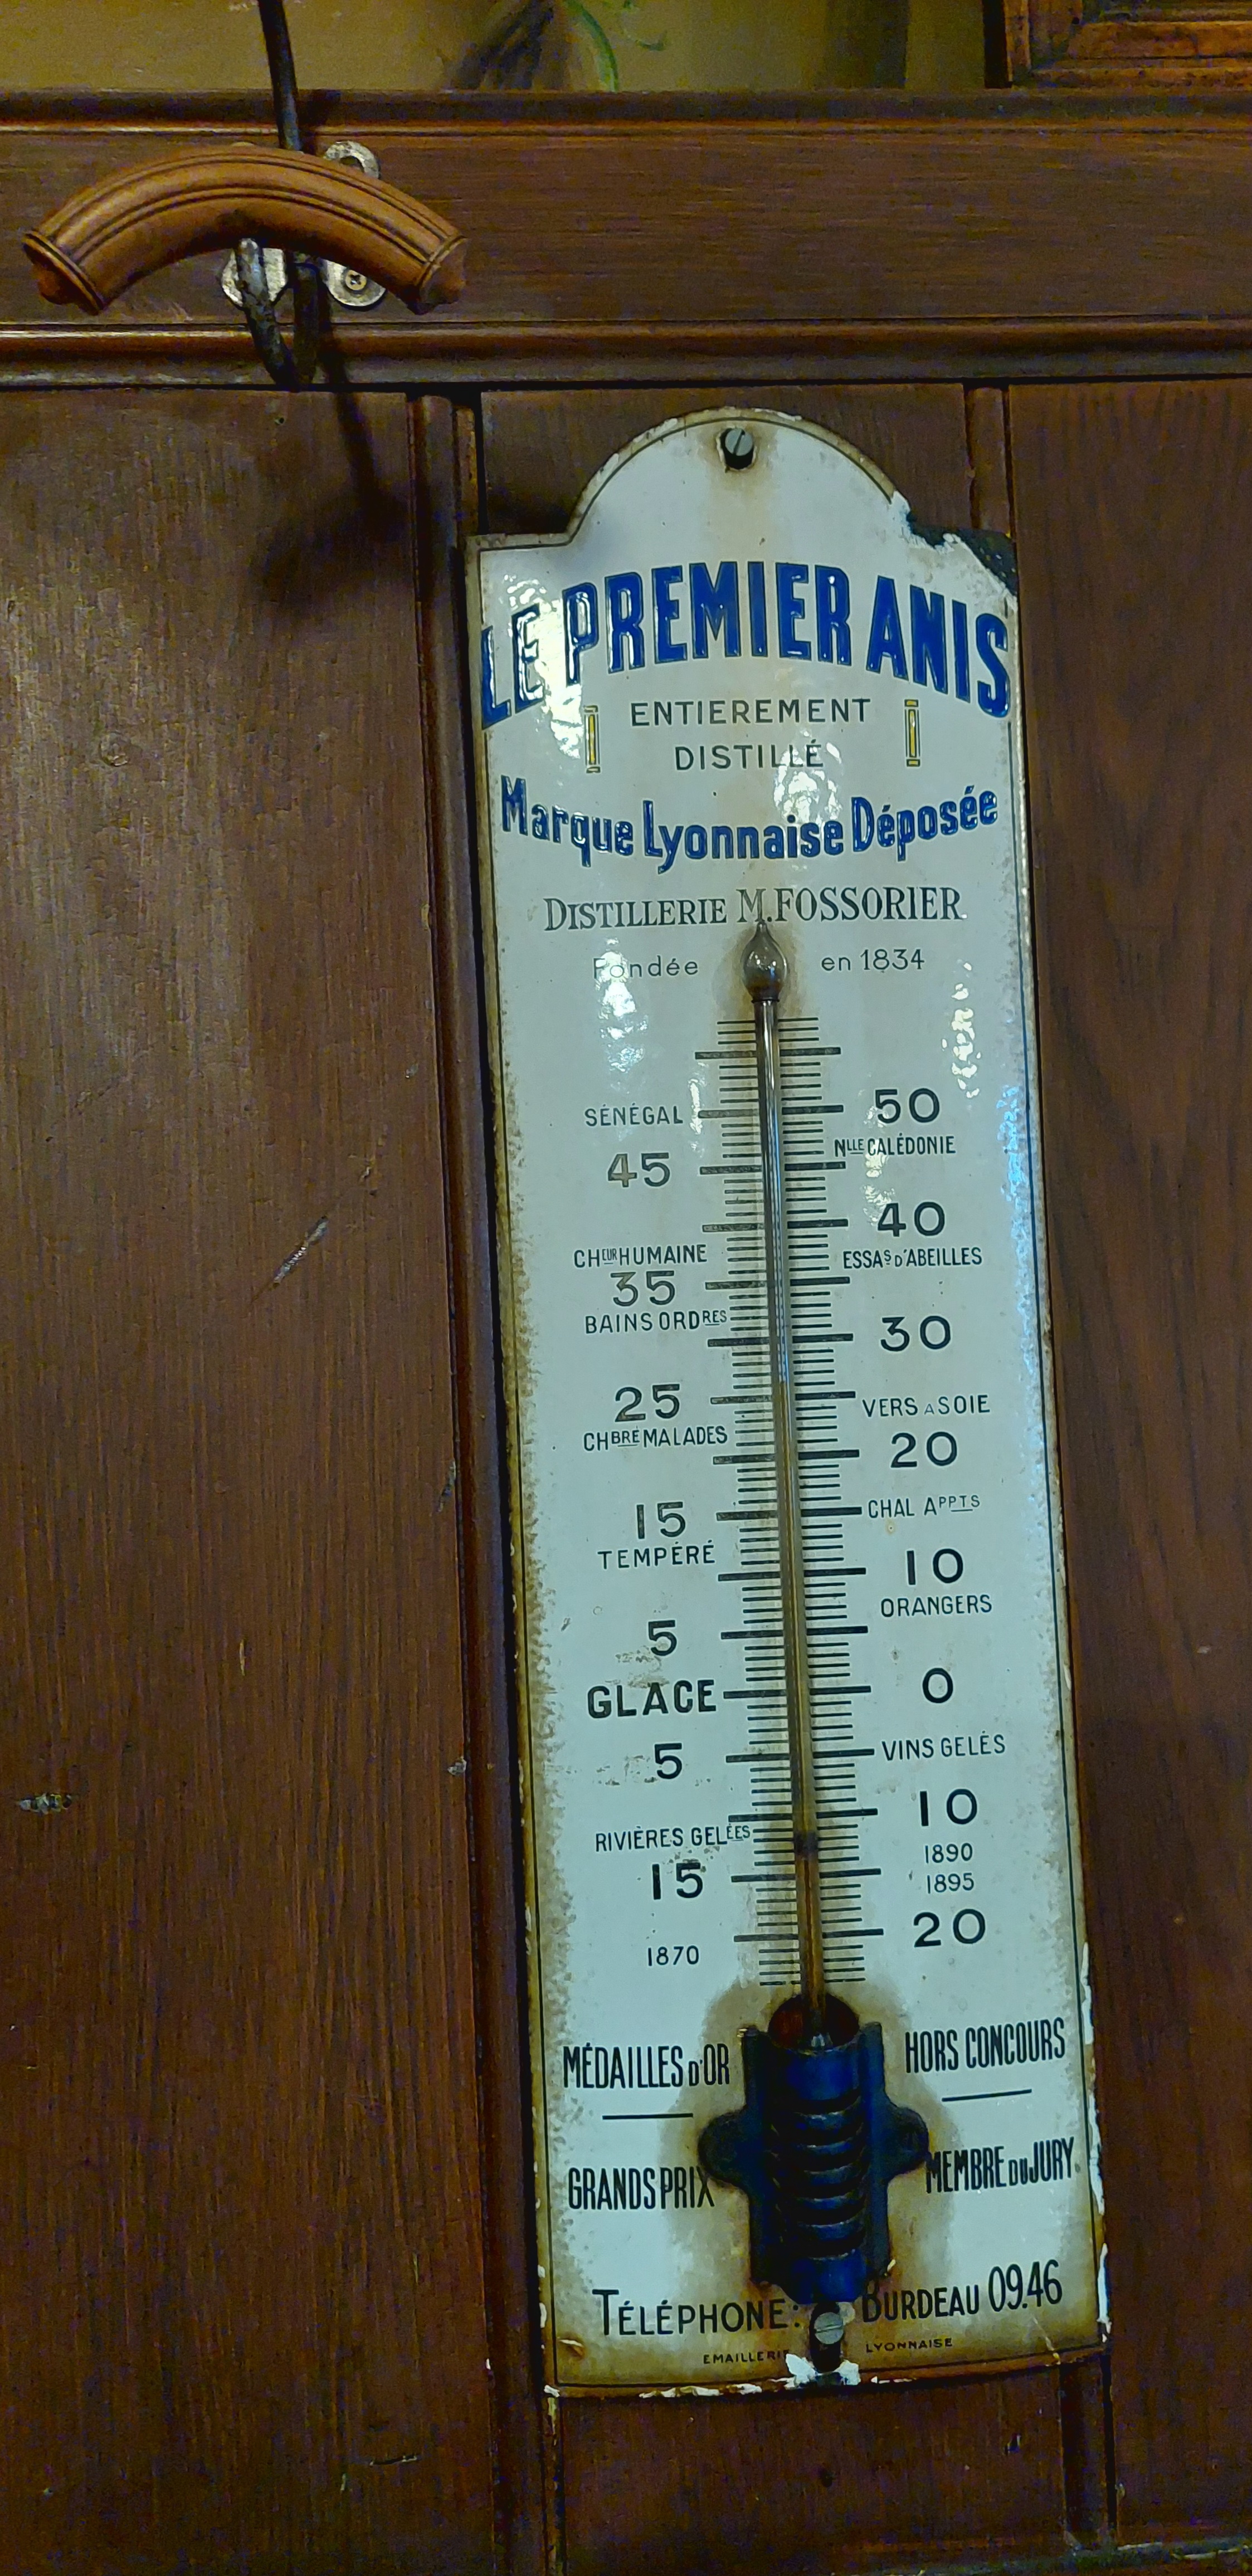 LE PREMIER ANIS
ENTIEREMENT
DISTILLÉ
Marque Lyonnaise Déposée
DISTILLERIE M. FOSSORIER
Fondée en 1834
SÉNÉGAL 50
NLLE CALÉDONIE
45
40
CHEUR HUMAINE ESSAS D'ABEILLES
35
BAINS ORDRES
30
25 VERS A SOIE
CHBRE MALADES
20
15 CHAL APPTS
TEMPÉRÉ
10
ORANGERS
5
GLACE 0
5 VINS GELÉS
10
RIVIÈRES GELÉES
1890
15 1895
20
1870
MÉDAILLES D'OR HORS CONCOURS
GRANDS PRIX MEMBRE DU JURY
TÉLÉPHONE: BURDEAU 09.46
EMAILLERIE LYONNAISE